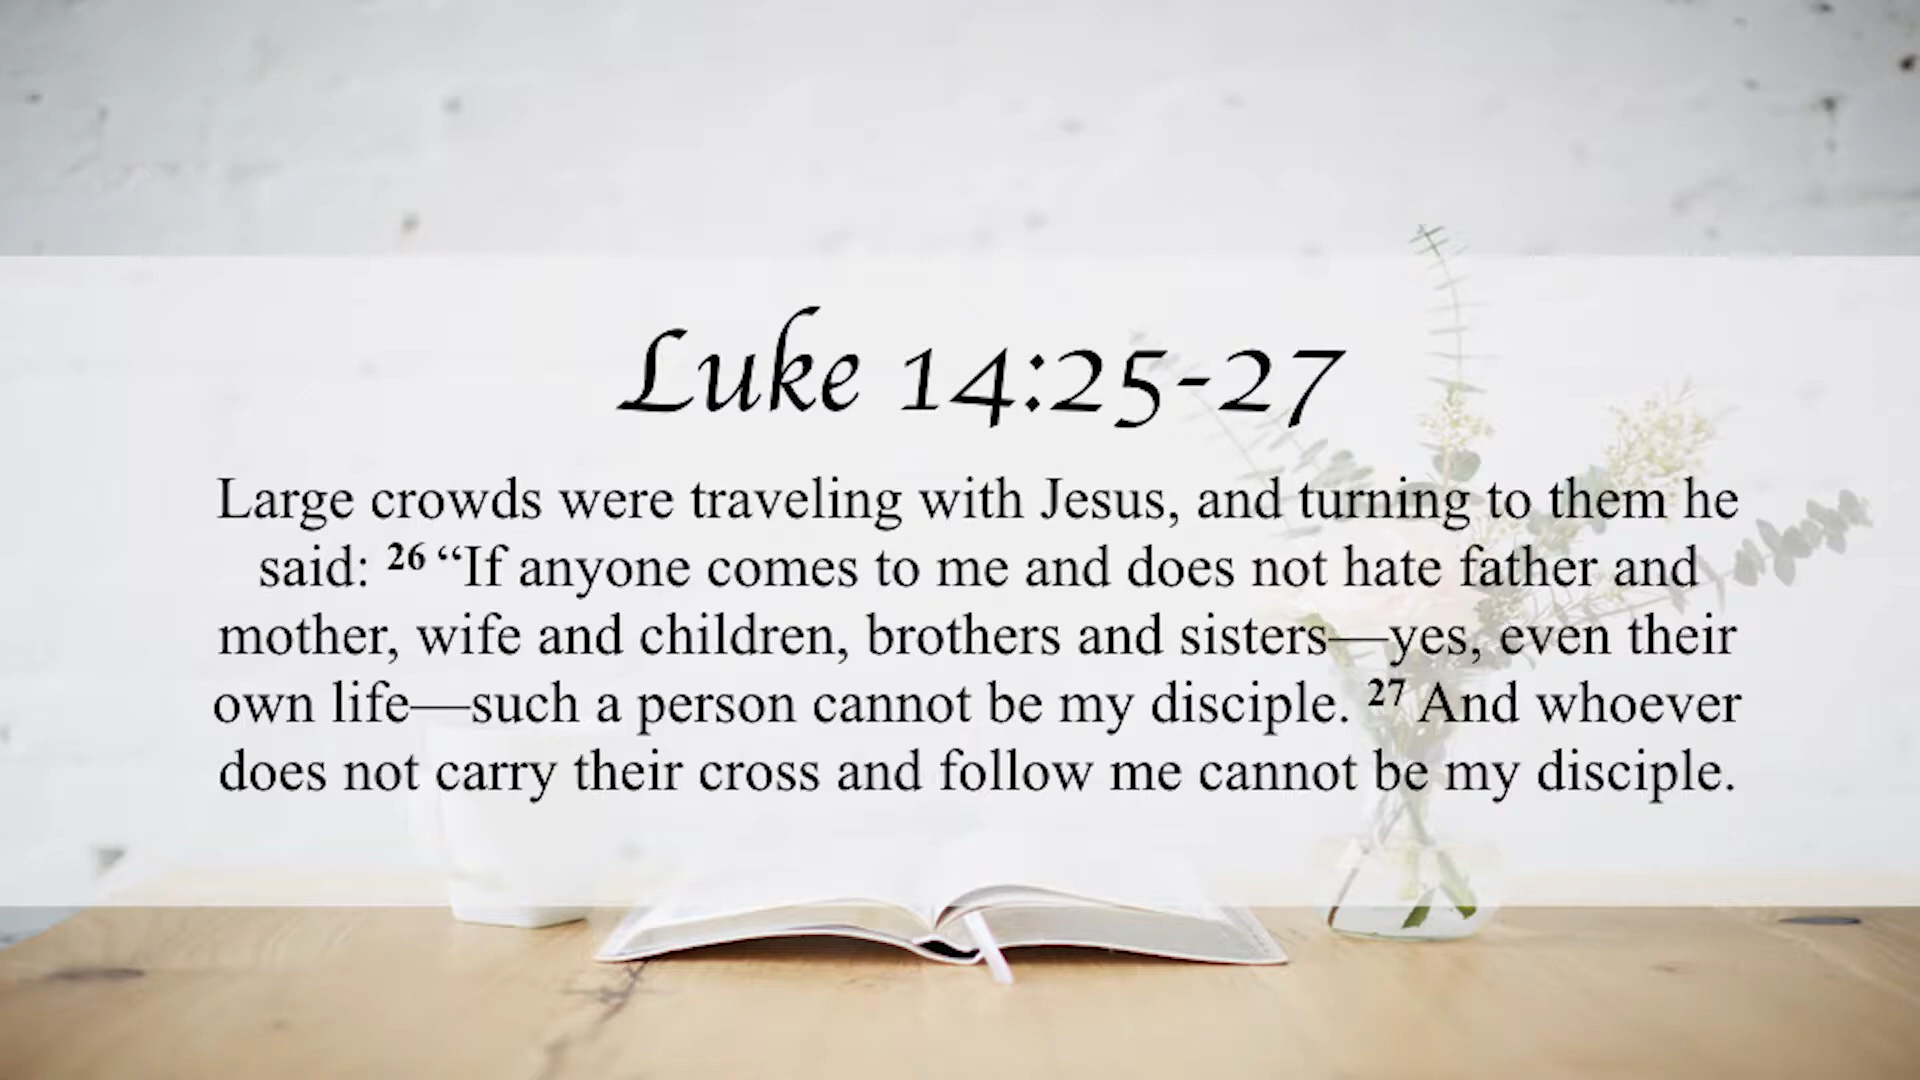 Luke 14:25-27
Large crowds were traveling with Jesus, and turning to them he
said: 26 “If anyone comes to me and does not hate father and
mother, wife and children, brothers and sisters—yes, even their
own life—such a person cannot be my disciple. 27 And whoever
does not carry their cross and follow me cannot be my disciple.